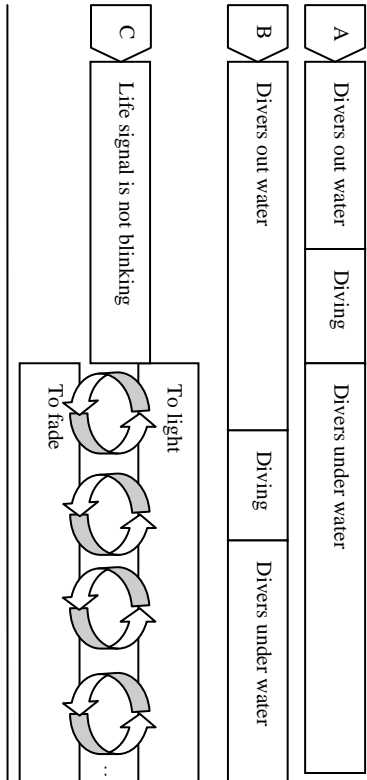 A
Divers out water
Diving
Divers under water
B
Divers out water
Diving
Divers under water
C
Life signal is not blinking
To light
To fade
..